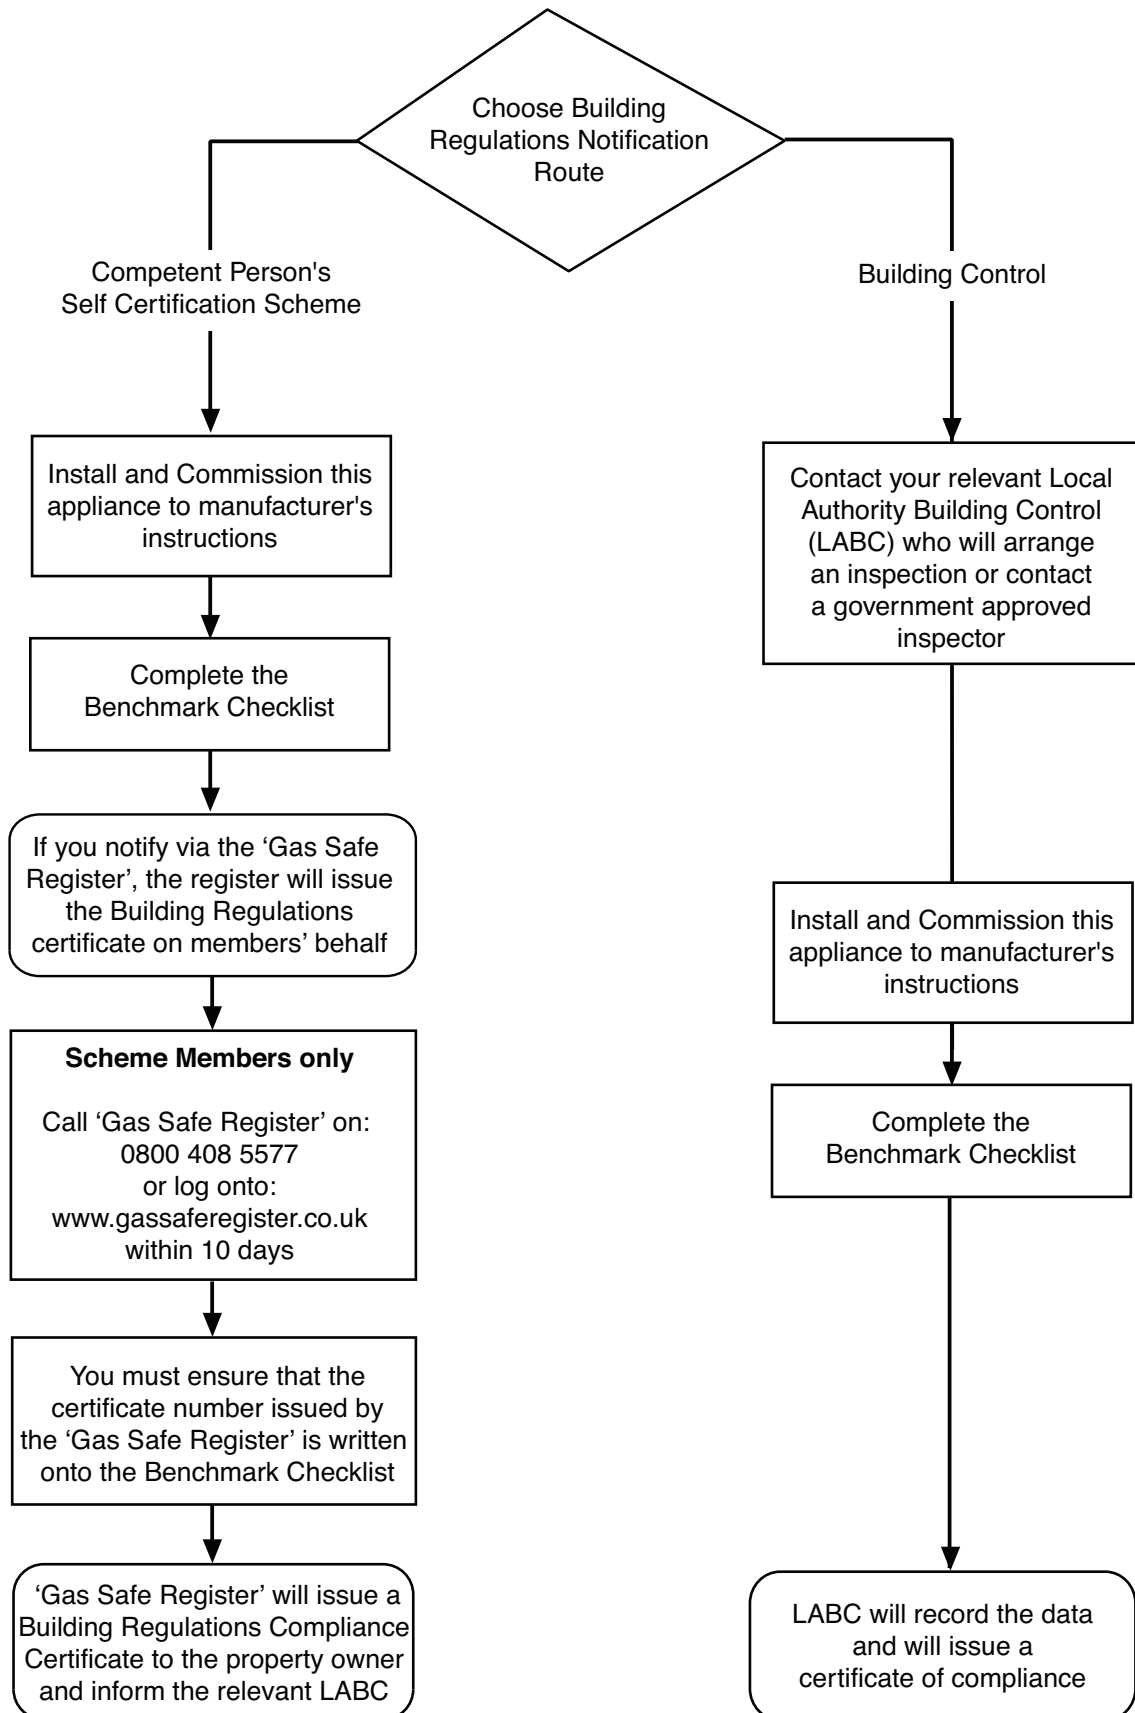 Choose Building
Regulations Notification
Route
Competent Person's
Self Certification Scheme
Building Control
Install and Commission this
appliance to manufacturer's
instructions
Complete the
Benchmark Checklist
If you notify via the ‘Gas Safe
Register’, the register will issue
the Building Regulations
certificate on members’ behalf
Scheme Members only
Call ‘Gas Safe Register’ on:
0800 408 5577
or log onto:
www.gassaferegister.co.uk
within 10 days
You must ensure that the
certificate number issued by
the ‘Gas Safe Register’ is written
onto the Benchmark Checklist
‘Gas Safe Register’ will issue a
Building Regulations Compliance
Certificate to the property owner
and inform the relevant LABC
Contact your relevant Local
Authority Building Control
(LABC) who will arrange
an inspection or contact
a government approved
inspector
Install and Commission this
appliance to manufacturer's
instructions
Complete the
Benchmark Checklist
LABC will record the data
and will issue a
certificate of compliance